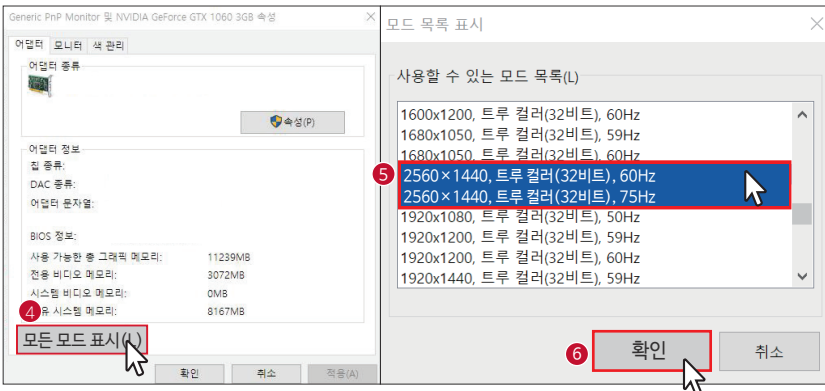 Generic PnP Monitor 및 NVIDIA GeForce GTX 1060 3GB 속성
어댑터 모니터 색 관리
어댑터 종류
속성(P)
어댑터 정보
칩 종류:
DAC 종류:
어댑터 문자열:
BIOS 정보:
사용 가능한 총 그래픽 메모리: 11239MB
전용 비디오 메모리: 3072MB
시스템 비디오 메모리: 0MB
4
유 시스템 메모리: 8167MB
모든 모드 표시(L)
확인 취소 적용(A)
모드 목록 표시
사용할 수 있는 모드 목록(L)
1600x1200, 트루 컬러(32비트), 60Hz
1680x1050, 트루 컬러(32비트), 59Hz
1680x1050, 트루 컬러(32비트), 60Hz
5
2560×1440, 트루 컬러(32비트), 60Hz
2560×1440, 트루 컬러(32비트), 75Hz
1920x1080, 트루 컬러(32비트), 50Hz
1920x1200, 트루 컬러(32비트), 59Hz
1920x1200, 트루 컬러(32비트), 60Hz
1920x1440, 트루 컬러(32비트), 59Hz
6
확인 취소